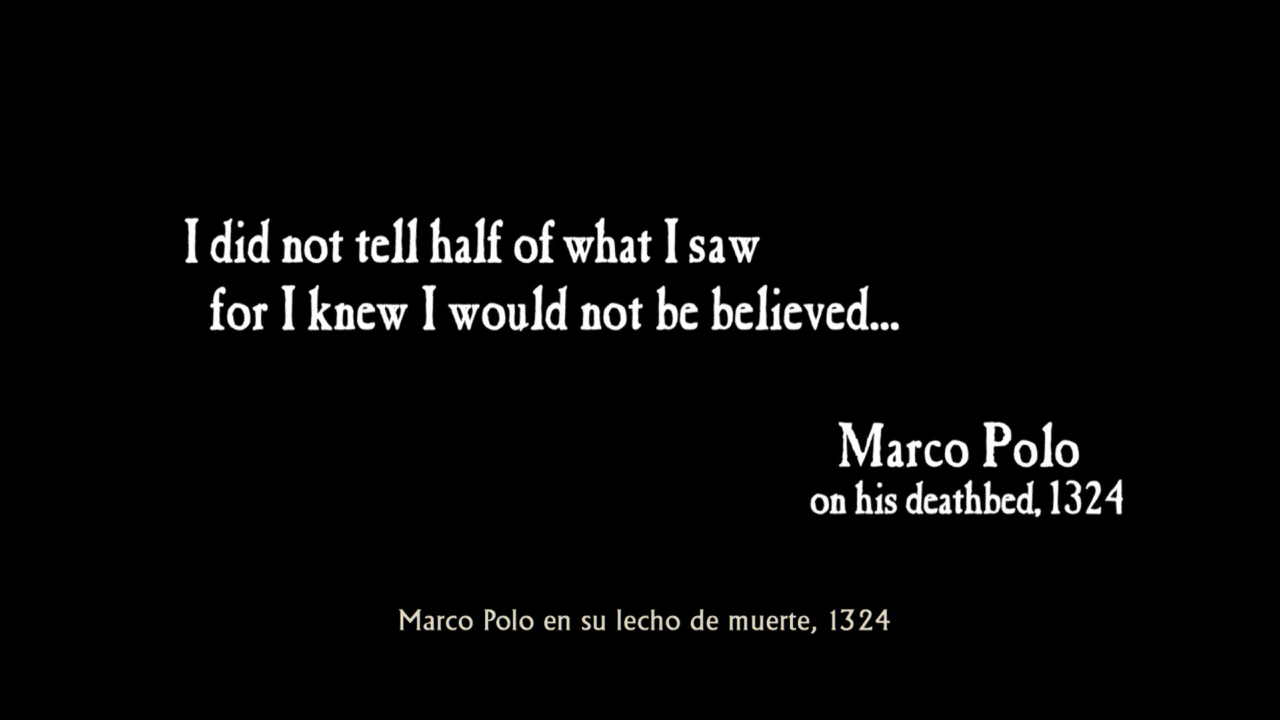 I did not tell half of what I saw
for I knew I would not be believed...
Marco Polo
on his deathbed, 1324
Marco Polo en su lecho de muerte, 1324